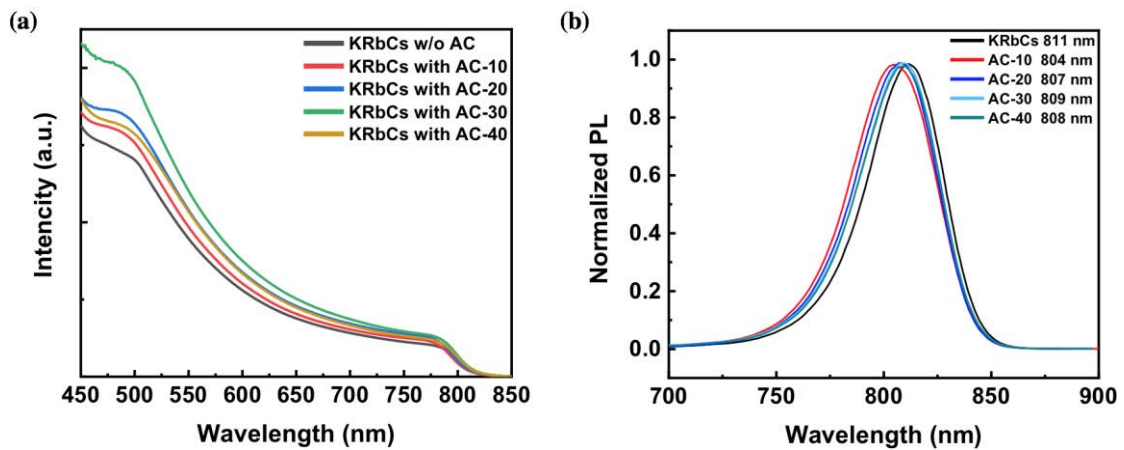 (a)
KRbCs w/o AC
KRbCs with AC-10
KRbCs with AC-20
KRbCs with AC-30
KRbCs with AC-40
Intencity (a.u.)
450 500 550 600 650 700 750 800 850
Wavelength (nm)
(b)
KRbCs 811 nm
AC-10 804 nm
AC-20 807 nm
AC-30 809 nm
AC-40 808 nm
Normalized PL
1.0
0.8
0.6
0.4
0.2
0.0
700 750 800 850 900
Wavelength (nm)